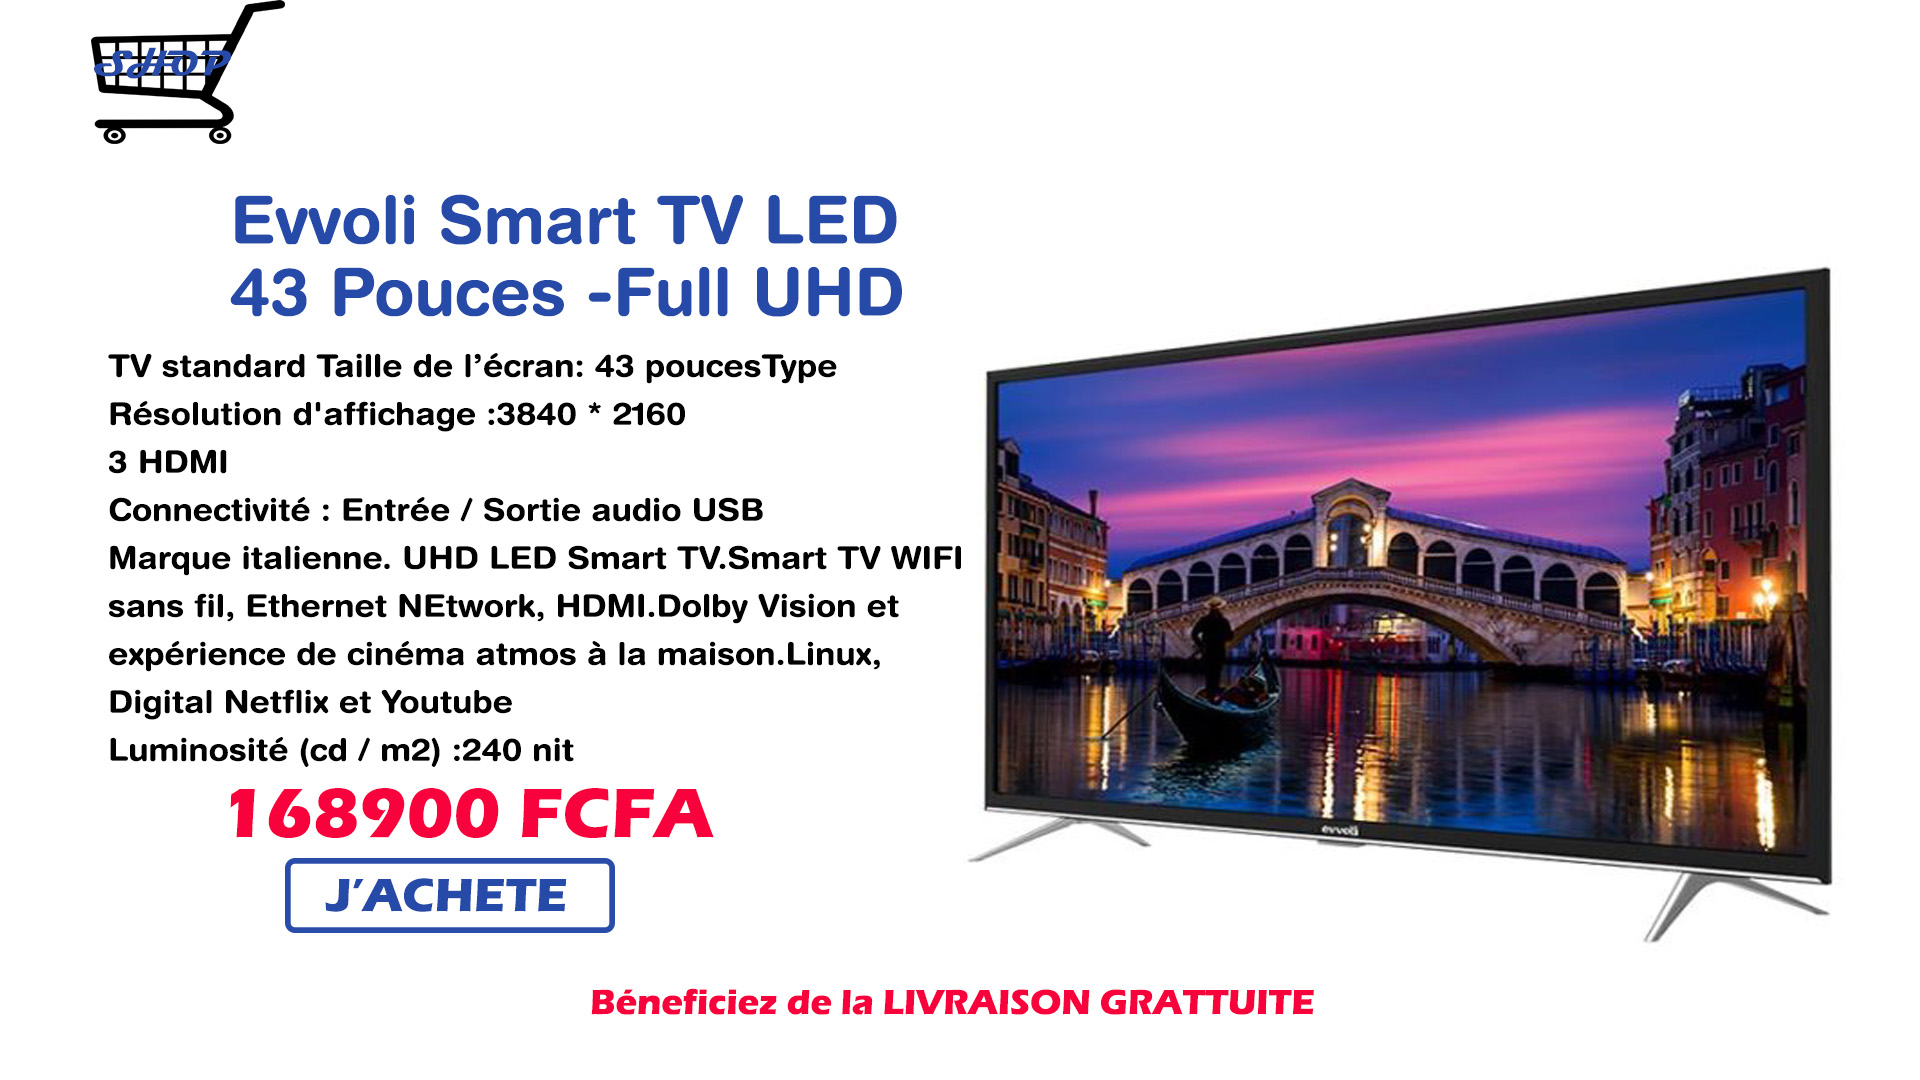 SHOP
Evvoli Smart TV LED
43 Pouces -Full UHD
TV standard Taille de l’écran: 43 poucesType
Résolution d'affichage :3840 * 2160
3 HDMI
Connectivité : Entrée / Sortie audio USB
Marque italienne. UHD LED Smart TV.Smart TV WIFI
sans fil, Ethernet NEtwork, HDMI.Dolby Vision et
expérience de cinéma atmos à la maison.Linux,
Digital Netflix et Youtube
Luminosité (cd / m2) :240 nit
168900 FCFA
J’ACHETE
evvoli
Béneficiez de la LIVRAISON GRATTUITE